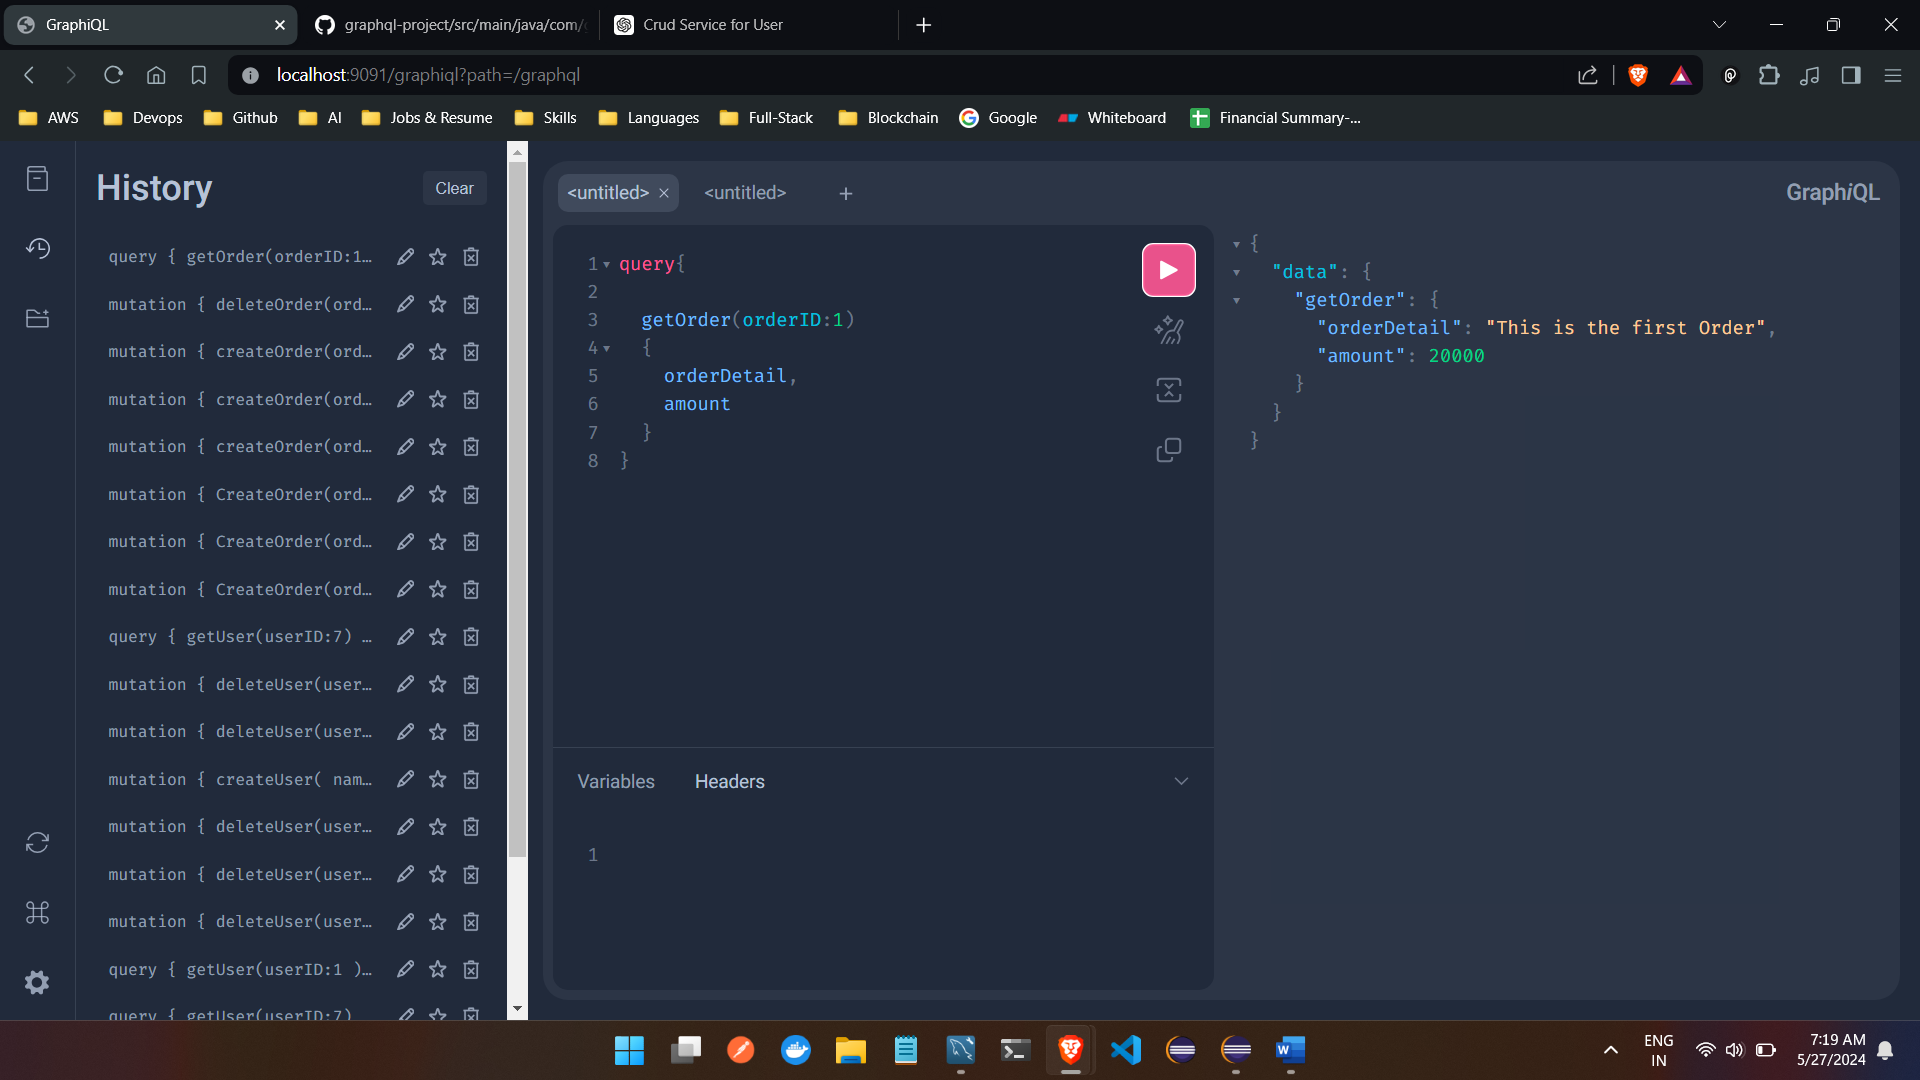 GraphiQL
graphql-project/src/main/java/com/
Crud Service for User
localhost:9091/graphiql?path=/graphql
AWS
Devops
Github
AI
Jobs & Resume
Skills
Languages
Full-Stack
Blockchain
Google
Whiteboard
Financial Summary-...
History
Clear
query { getOrder(orderID:1…
mutation { deleteOrder(ord…
mutation { createOrder(ord…
mutation { createOrder(ord…
mutation { createOrder(ord…
mutation { CreateOrder(ord…
mutation { CreateOrder(ord…
mutation { CreateOrder(ord…
query { getUser(userID:7) …
mutation { deleteUser(user…
mutation { deleteUser(user…
mutation { createUser( nam…
mutation { deleteUser(user…
mutation { deleteUser(user…
mutation { deleteUser(user…
query { getUser(userID:1 )…
query { getUser(userID:7)
<untitled>
<untitled>
GraphiQL
1 query{
2
3 getOrder(orderID:1)
4 {
5 orderDetail,
6 amount
7 }
8 }
Variables
Headers
1
{
"data": {
"getOrder": {
"orderDetail": "This is the first Order",
"amount": 20000
}
}
}
ENG
IN
7:19 AM
5/27/2024